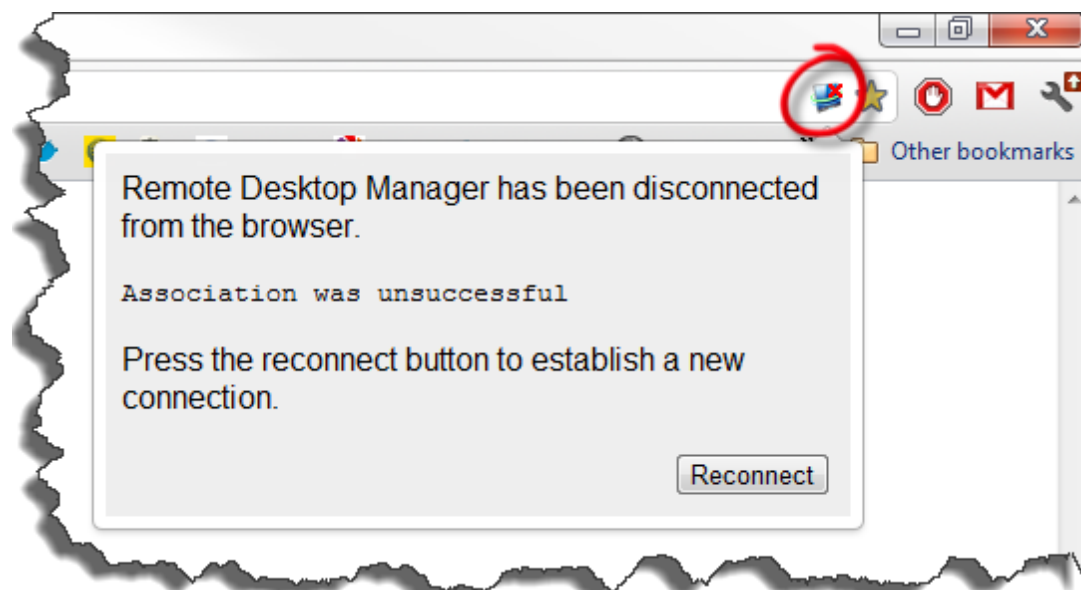 Other bookmarks
Remote Desktop Manager has been disconnected
from the browser.
Association was unsuccessful
Press the reconnect button to establish a new
connection.
Reconnect